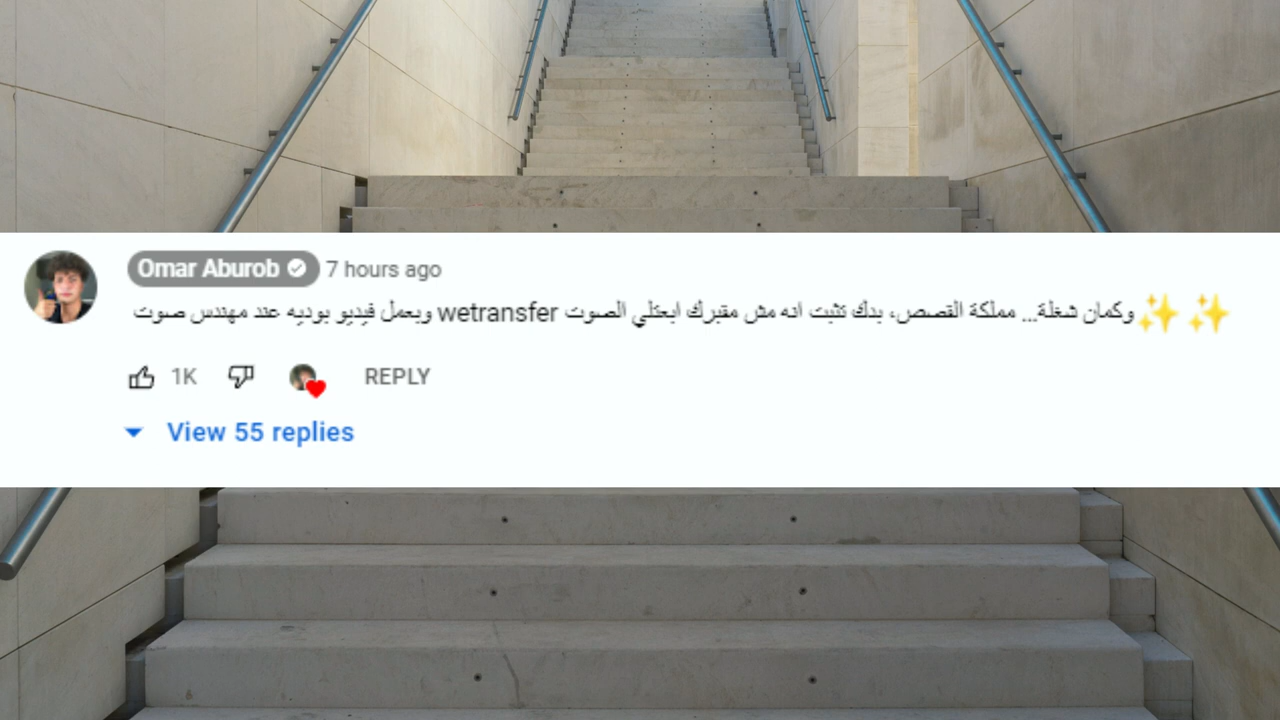 Omar Aburob 7 hours ago
✨ ✨وكمان شغلة... مملكة القصص، بدك تثبت انه مش مفبرك ابعتلي الصوت wetransfer وبعمل فيديو بوديه عند مهندس صوت
1K REPLY
View 55 replies